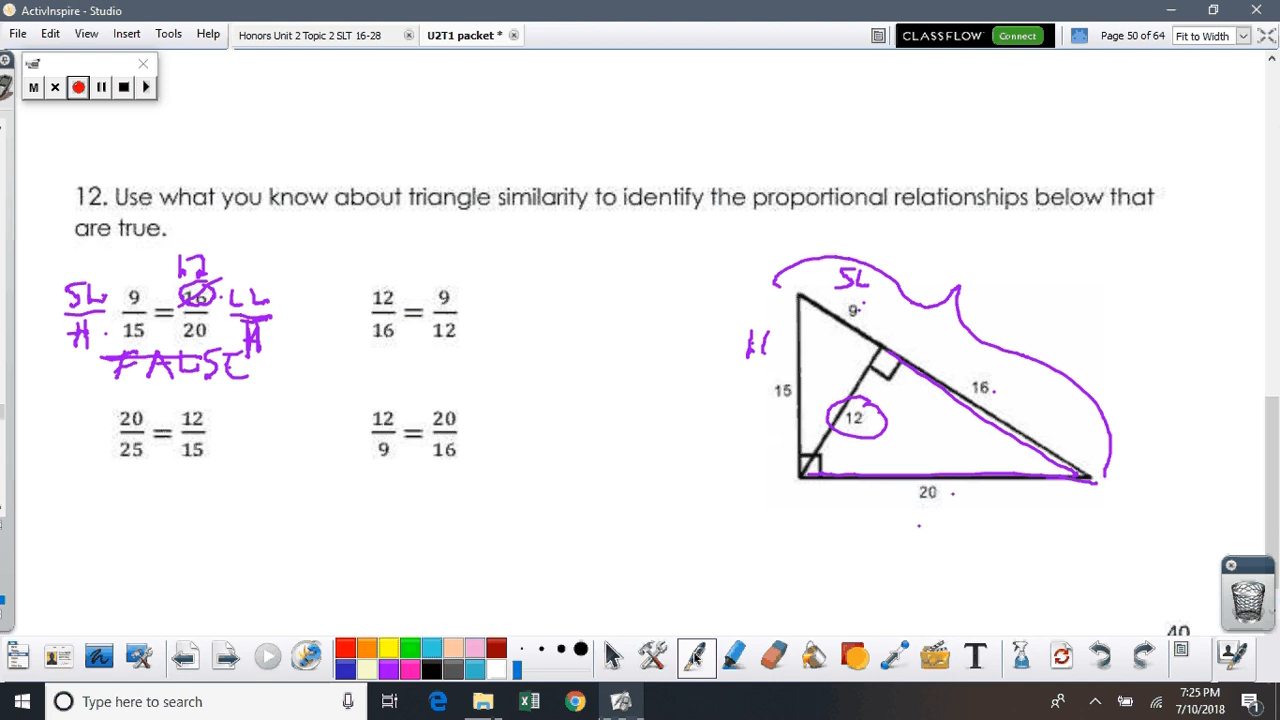 ActivInspire - Studio
File Edit View Insert Tools Help
Honors Unit 2 Topic 2 SLT 16-28
U2T1 packet *
CLASSFLOW Connect
Page 50 of 64
Fit to Width
M
12. Use what you know about triangle similarity to identify the proportional relationships below that
are true.
12
SL/H 9/15 = 16/20 LL/H
FALSE
12/16 = 9/12
20/25 = 12/15
12/9 = 20/16
SL
9
H
15
12
16
20
40
T
Type here to search
7:25 PM
7/10/2018
1